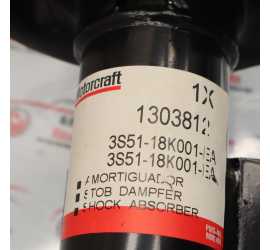 Motorcraft
1X
1303812
3S51-18K001-EA
3S51-18K001-EA
AMORTIGUADOR
STOB DAMPFER
SHOCK ABSORBER